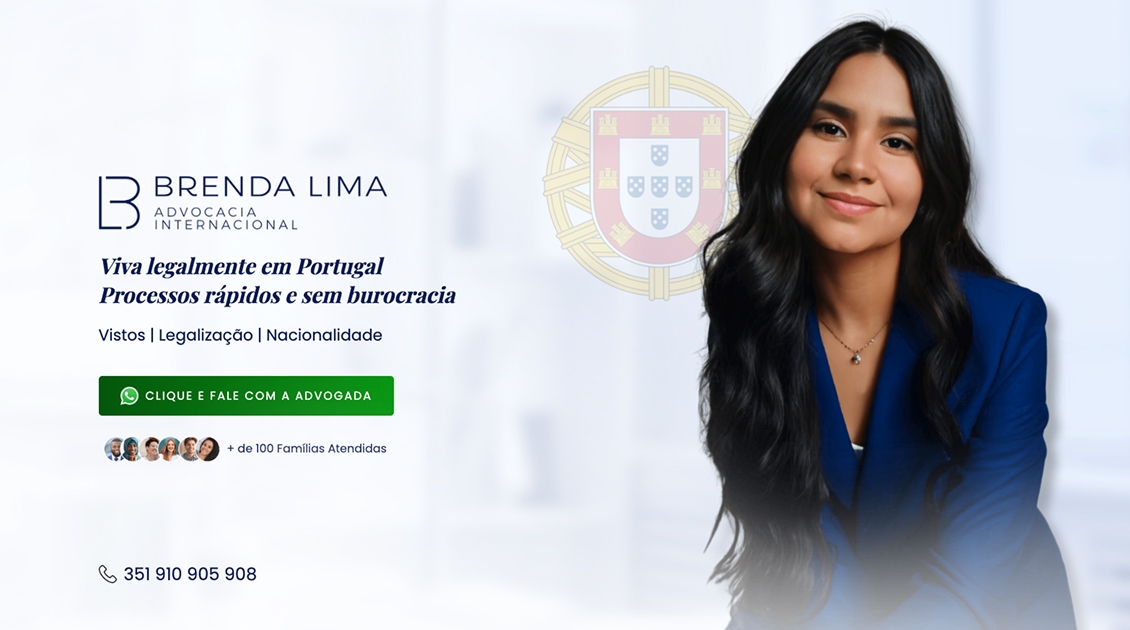 BRENDA LIMA
ADVOCACIA
INTERNACIONAL
Viva legalmente em Portugal
Processos rápidos e sem burocracia
Vistos | Legalização | Nacionalidade
CLIQUE E FALE COM A ADVOGADA
+ de 100 Famílias Atendidas
351 910 905 908